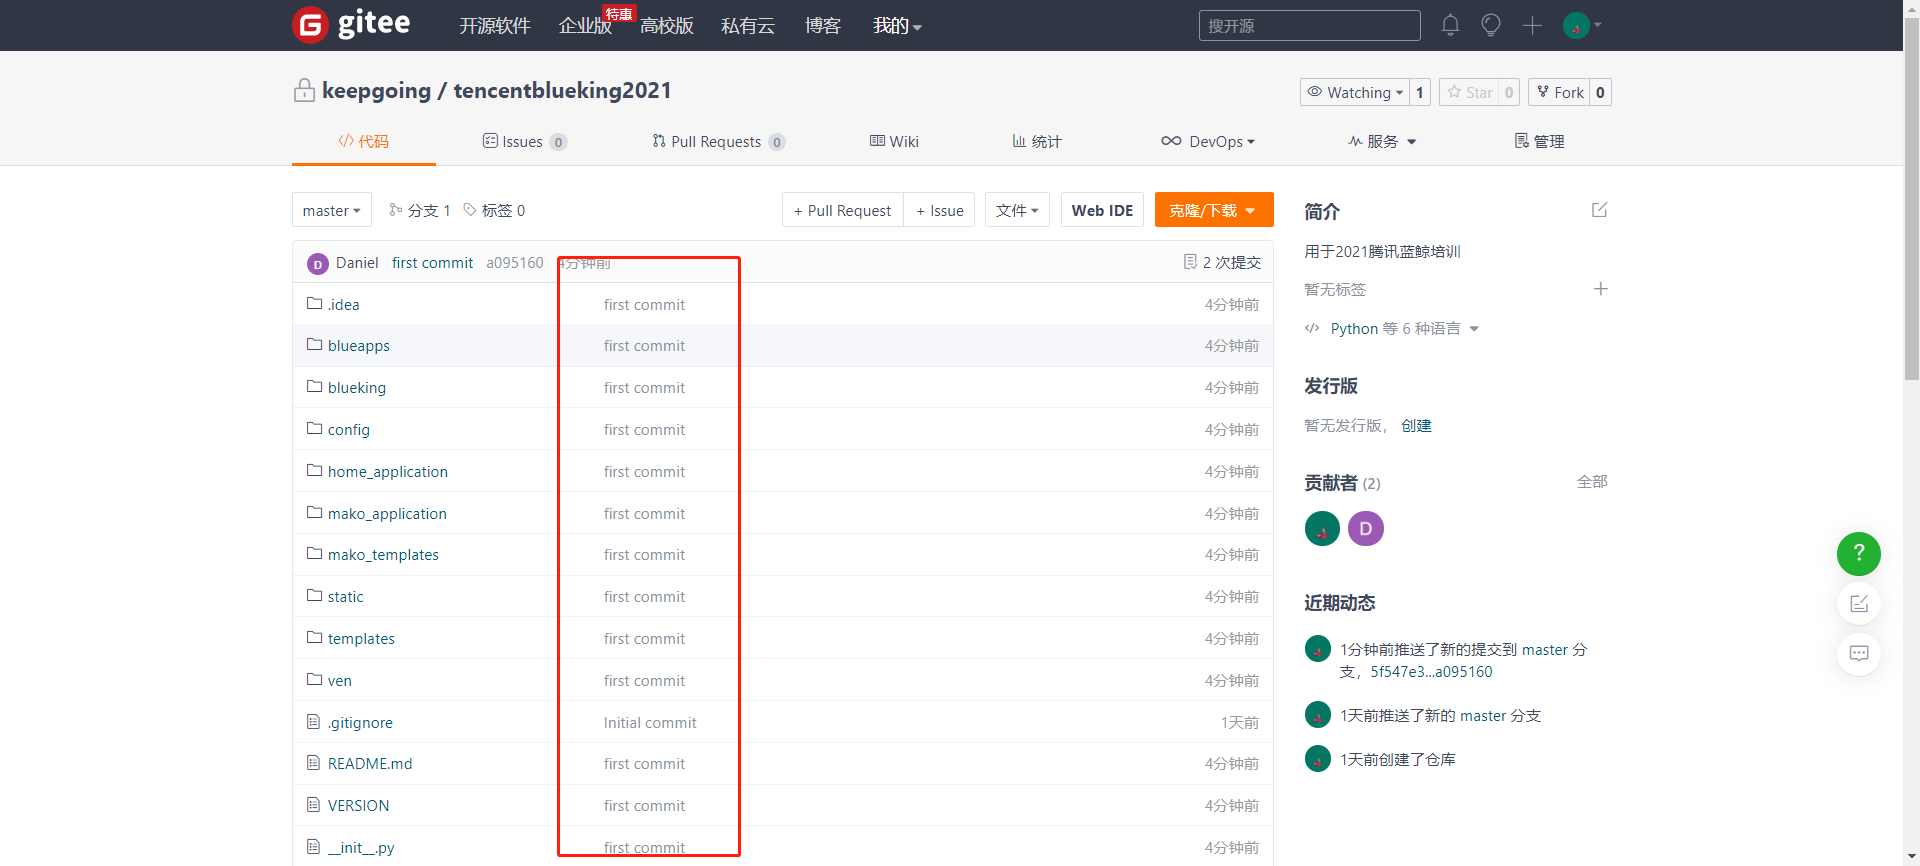 gitee 开源软件 企业版 特惠 高校版 私有云 博客 我的 搜开源
keepgoing / tencentblueking2021 Watching 1 Star 0 Fork 0
代码 Issues 0 Pull Requests 0 Wiki 统计 DevOps 服务 管理
master 分支 1 标签 0 + Pull Request + Issue 文件 Web IDE 克隆/下载
Daniel first commit a095160 4分钟前 2 次提交
.idea first commit 4分钟前
blueapps first commit 4分钟前
blueking first commit 4分钟前
config first commit 4分钟前
home_application first commit 4分钟前
mako_application first commit 4分钟前
mako_templates first commit 4分钟前
static first commit 4分钟前
templates first commit 4分钟前
ven first commit 4分钟前
.gitignore Initial commit 1天前
README.md first commit 4分钟前
VERSION first commit 4分钟前
__init__.py first commit 4分钟前
简介
用于2021腾讯蓝鲸培训
暂无标签
Python 等 6 种语言
发行版
暂无发行版， 创建
贡献者 (2) 全部
D
近期动态
1分钟前推送了新的提交到 master 分
支，5f547e3...a095160
1天前推送了新的 master 分支
1天前创建了仓库